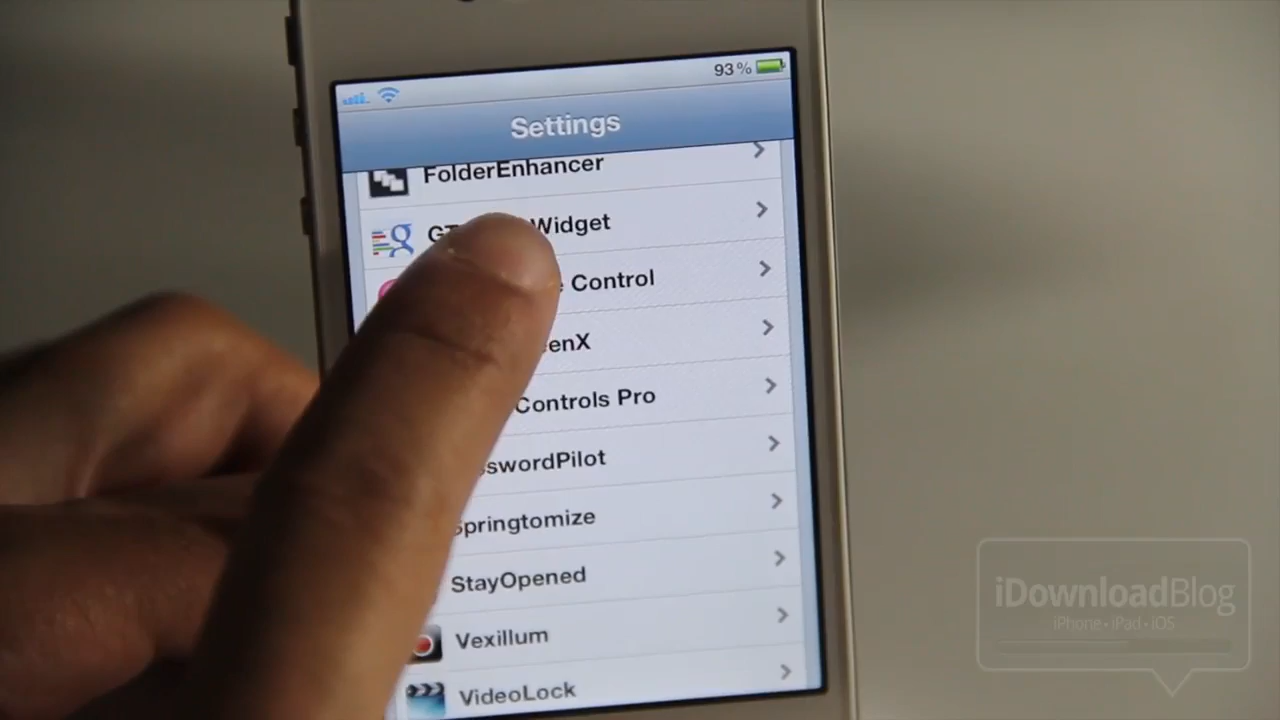 93%
Settings
FolderEnhancer
Widget
Control
enX
Controls Pro
swordPilot
Springtomize
StayOpened
Vexillum
VideoLock
iDownloadBlog
iPhone • iPad • iOS